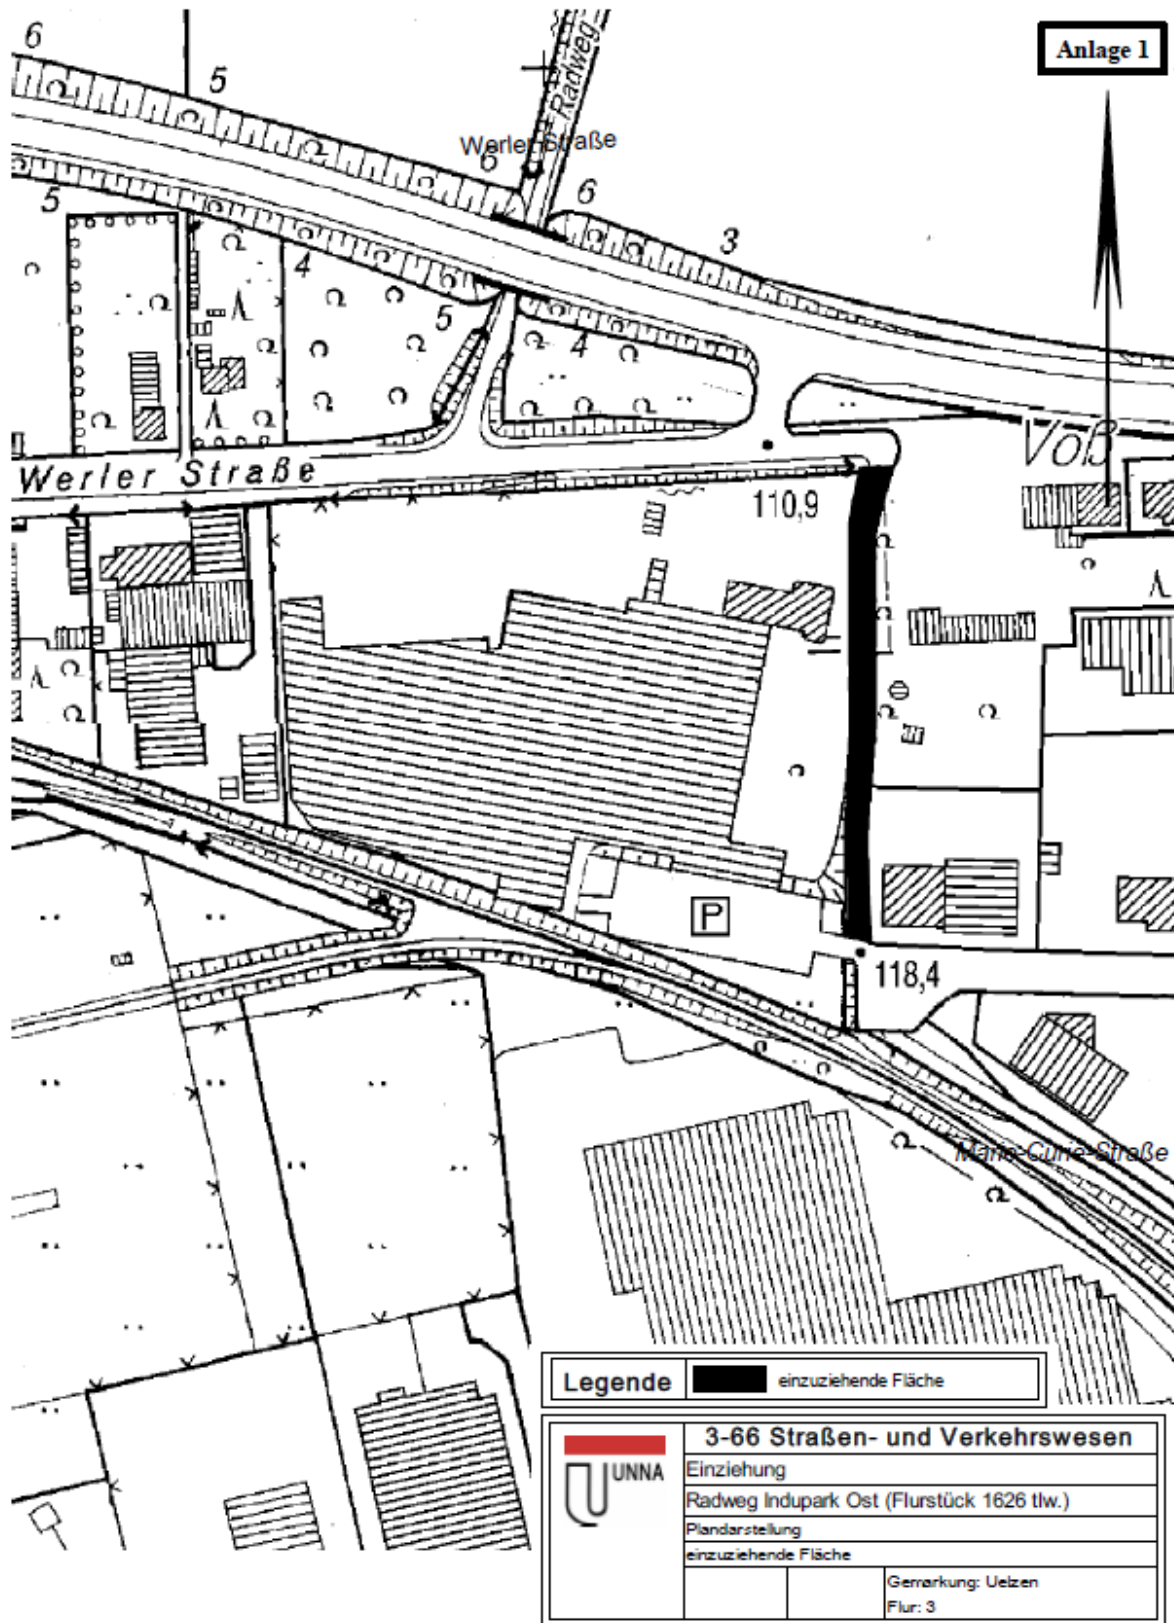 Anlage 1
6
5
Radweg
Werler Straße
6
6
3
5
4
5
4
Voß
Werler Straße
110,9
P
118,4
Marie-Curie-Straße
Legende
einzuziehende Fläche
UNNA
3-66 Straßen- und Verkehrswesen
Einziehung
Radweg Indupark Ost (Flurstück 1626 tlw.)
Plandarstellung
einzuziehende Fläche
Gemarkung: Uelzen
Flur: 3